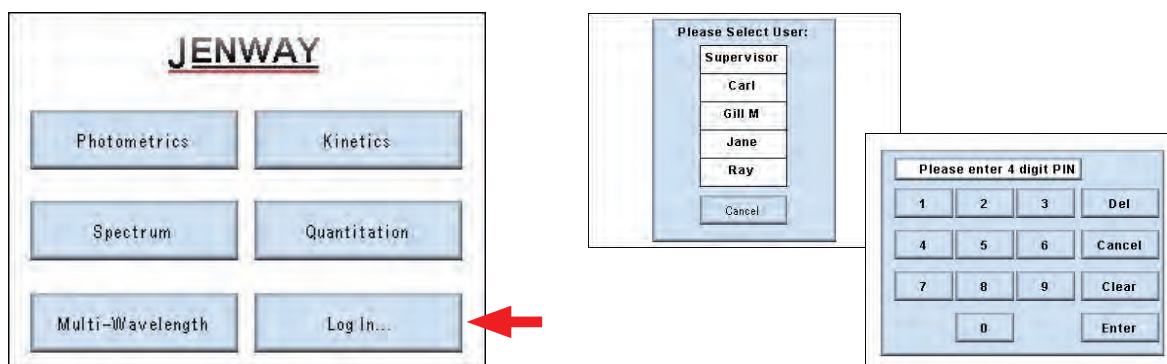 JENWAY
Photometrics Kinetics
Spectrum Quantitation
Multi-Wavelength Log In...
Please Select User:
Supervisor
Carl
Gill M
Jane
Ray
Cancel
Please enter 4 digit PIN
1 2 3 Del
4 5 6 Cancel
7 8 9 Clear
0 Enter